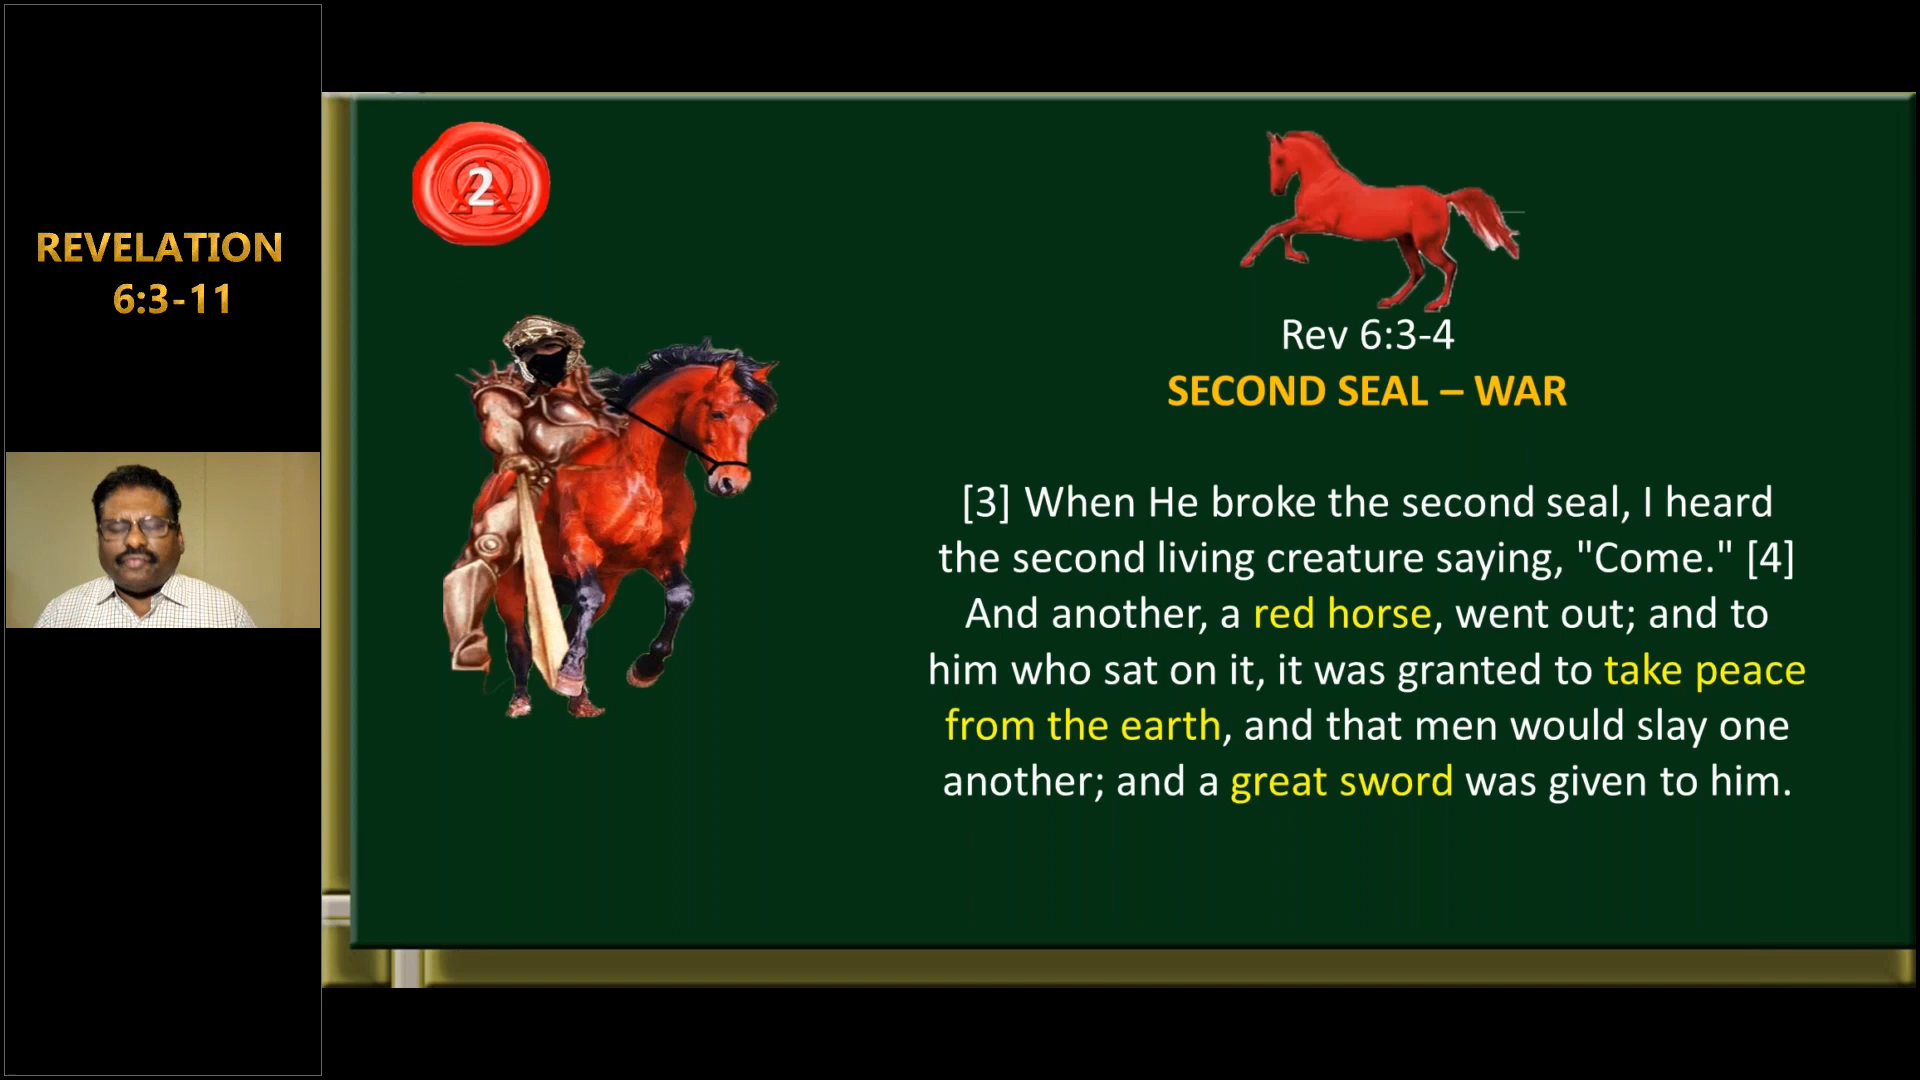 REVELATION
6:3-11
2
Rev 6:3-4
SECOND SEAL – WAR
[3] When He broke the second seal, I heard
the second living creature saying, "Come." [4]
And another, a red horse, went out; and to
him who sat on it, it was granted to take peace
from the earth, and that men would slay one
another; and a great sword was given to him.